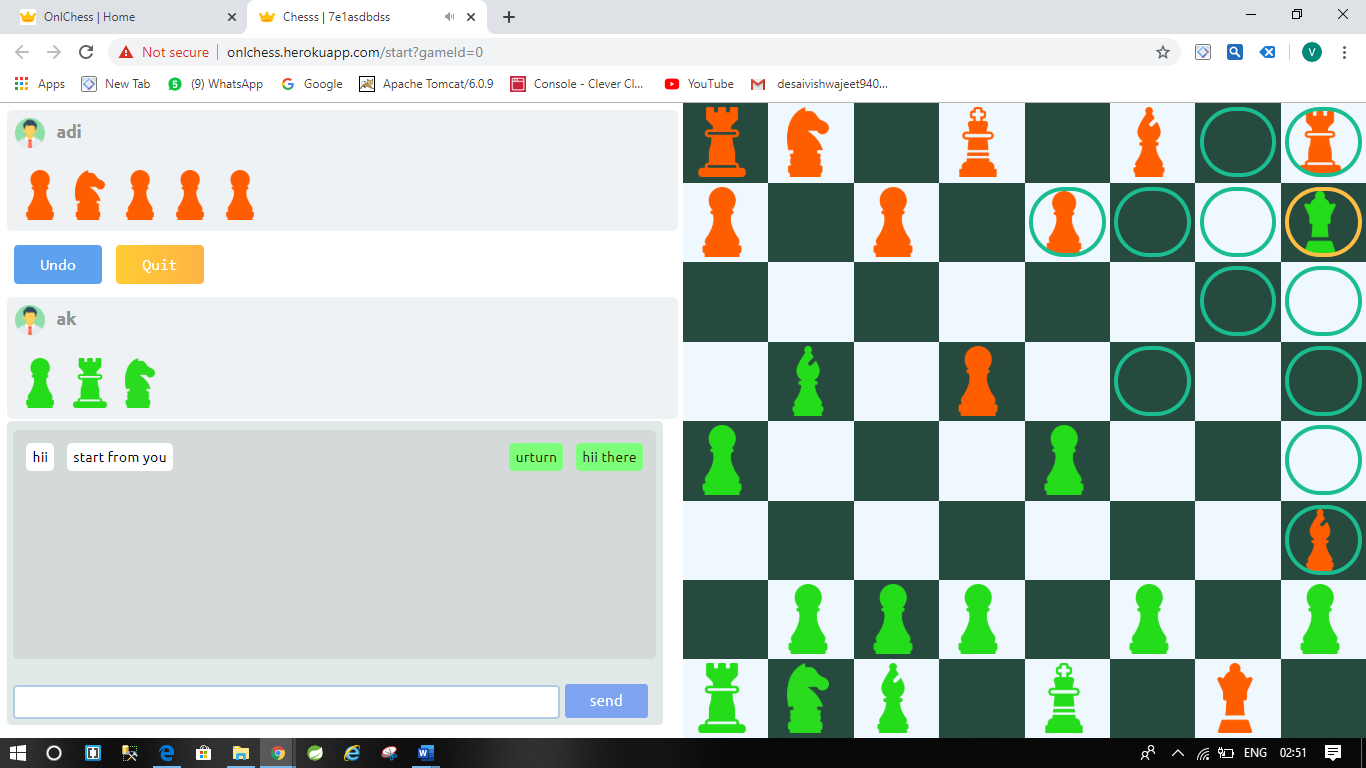 OnlChess | Home
Chesss | 7e1asdbdss
Not secure | onlchess.herokuapp.com/start?gameId=0
V
Apps
New Tab
5
(9) WhatsApp
Google
Apache Tomcat/6.0.9
Console - Clever Cl...
YouTube
desaivishwajeet940...
adi
Undo
Quit
ak
hii
start from you
urturn
hii there
send
ENG
02:51